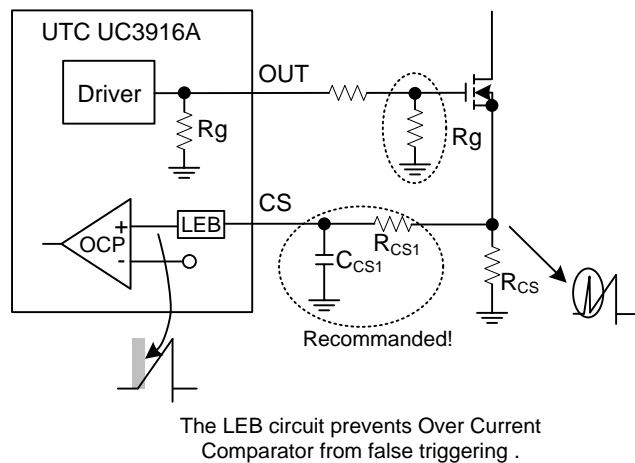 UTC UC3916A
OUT
Driver
Rg
Rg
CS
LEB
+
OCP
-
RCS1
CCS1
RCS
Recommanded!
The LEB circuit prevents Over Current
Comparator from false triggering .